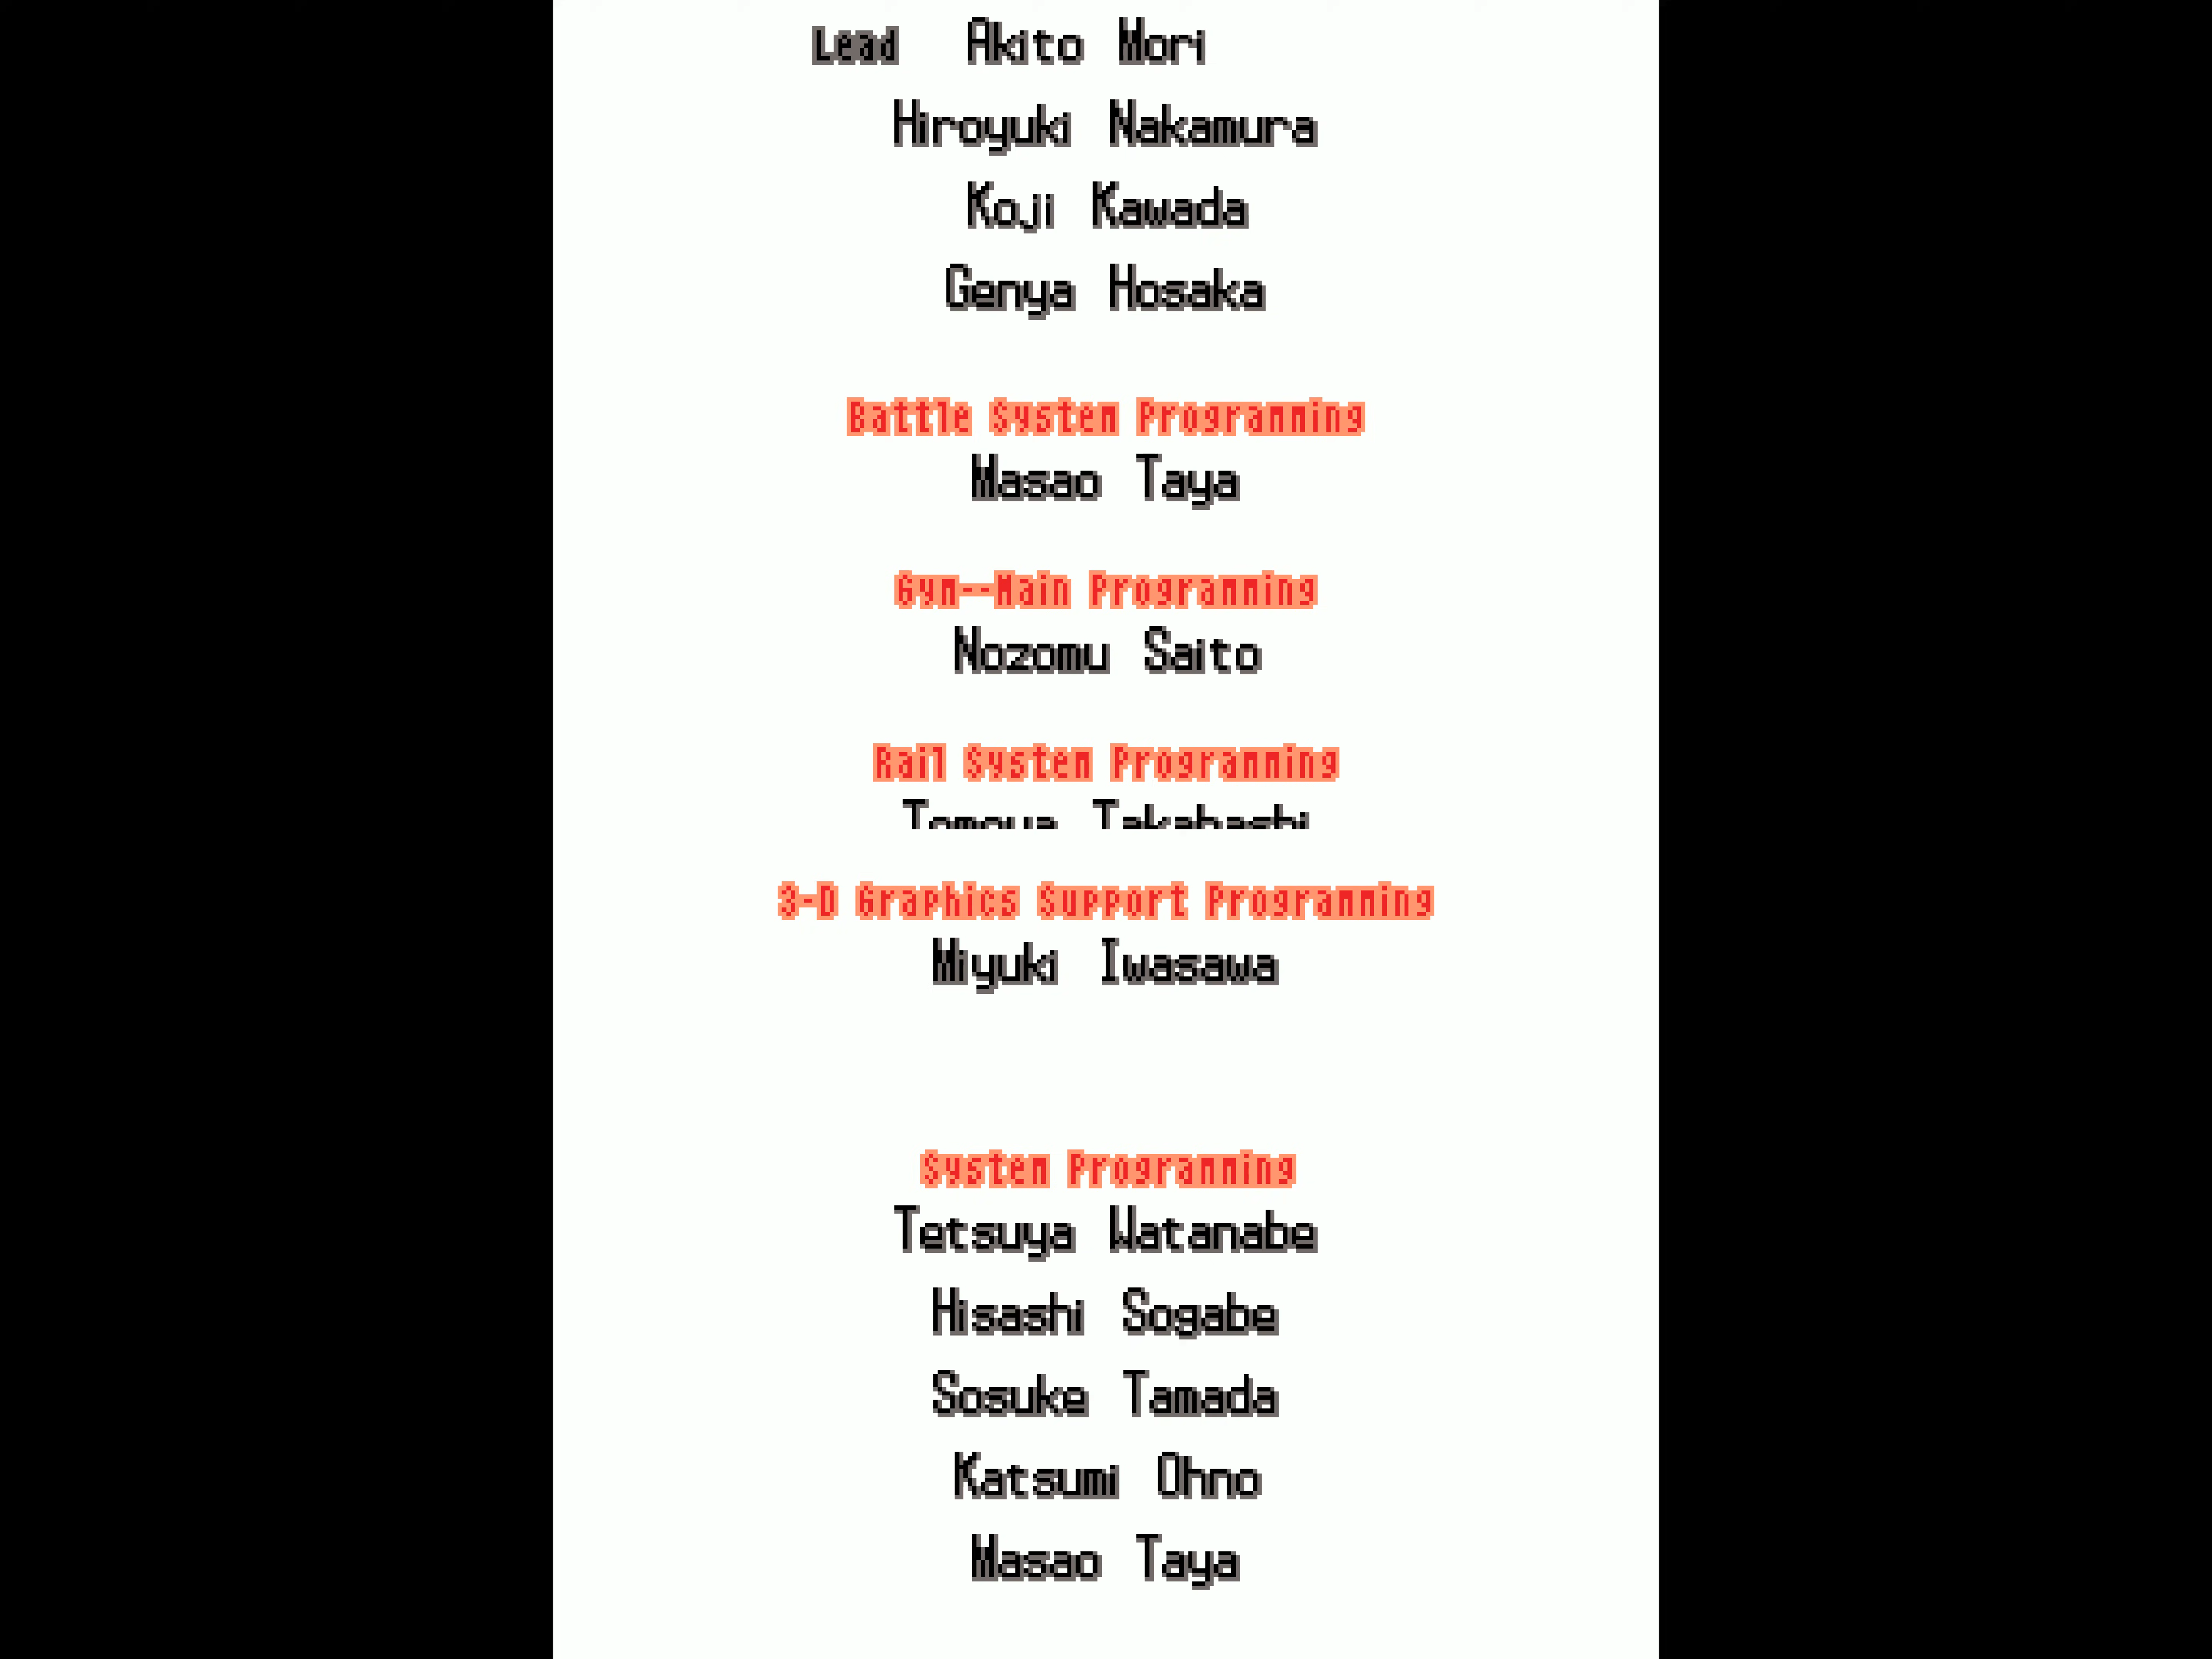 Lead Akito Mori
Hiroyuki Nakamura
Koji Kawada
Genya Hosaka
Battle System Programming
Masao Taya
Gym--Main Programming
Nozomu Saito
Rail System Programming
3-D Graphics Support Programming
Miyuki Iwasawa
System Programming
Tetsuya Watanabe
Hisashi Sogabe
Sosuke Tamada
Katsumi Ohno
Masao Taya